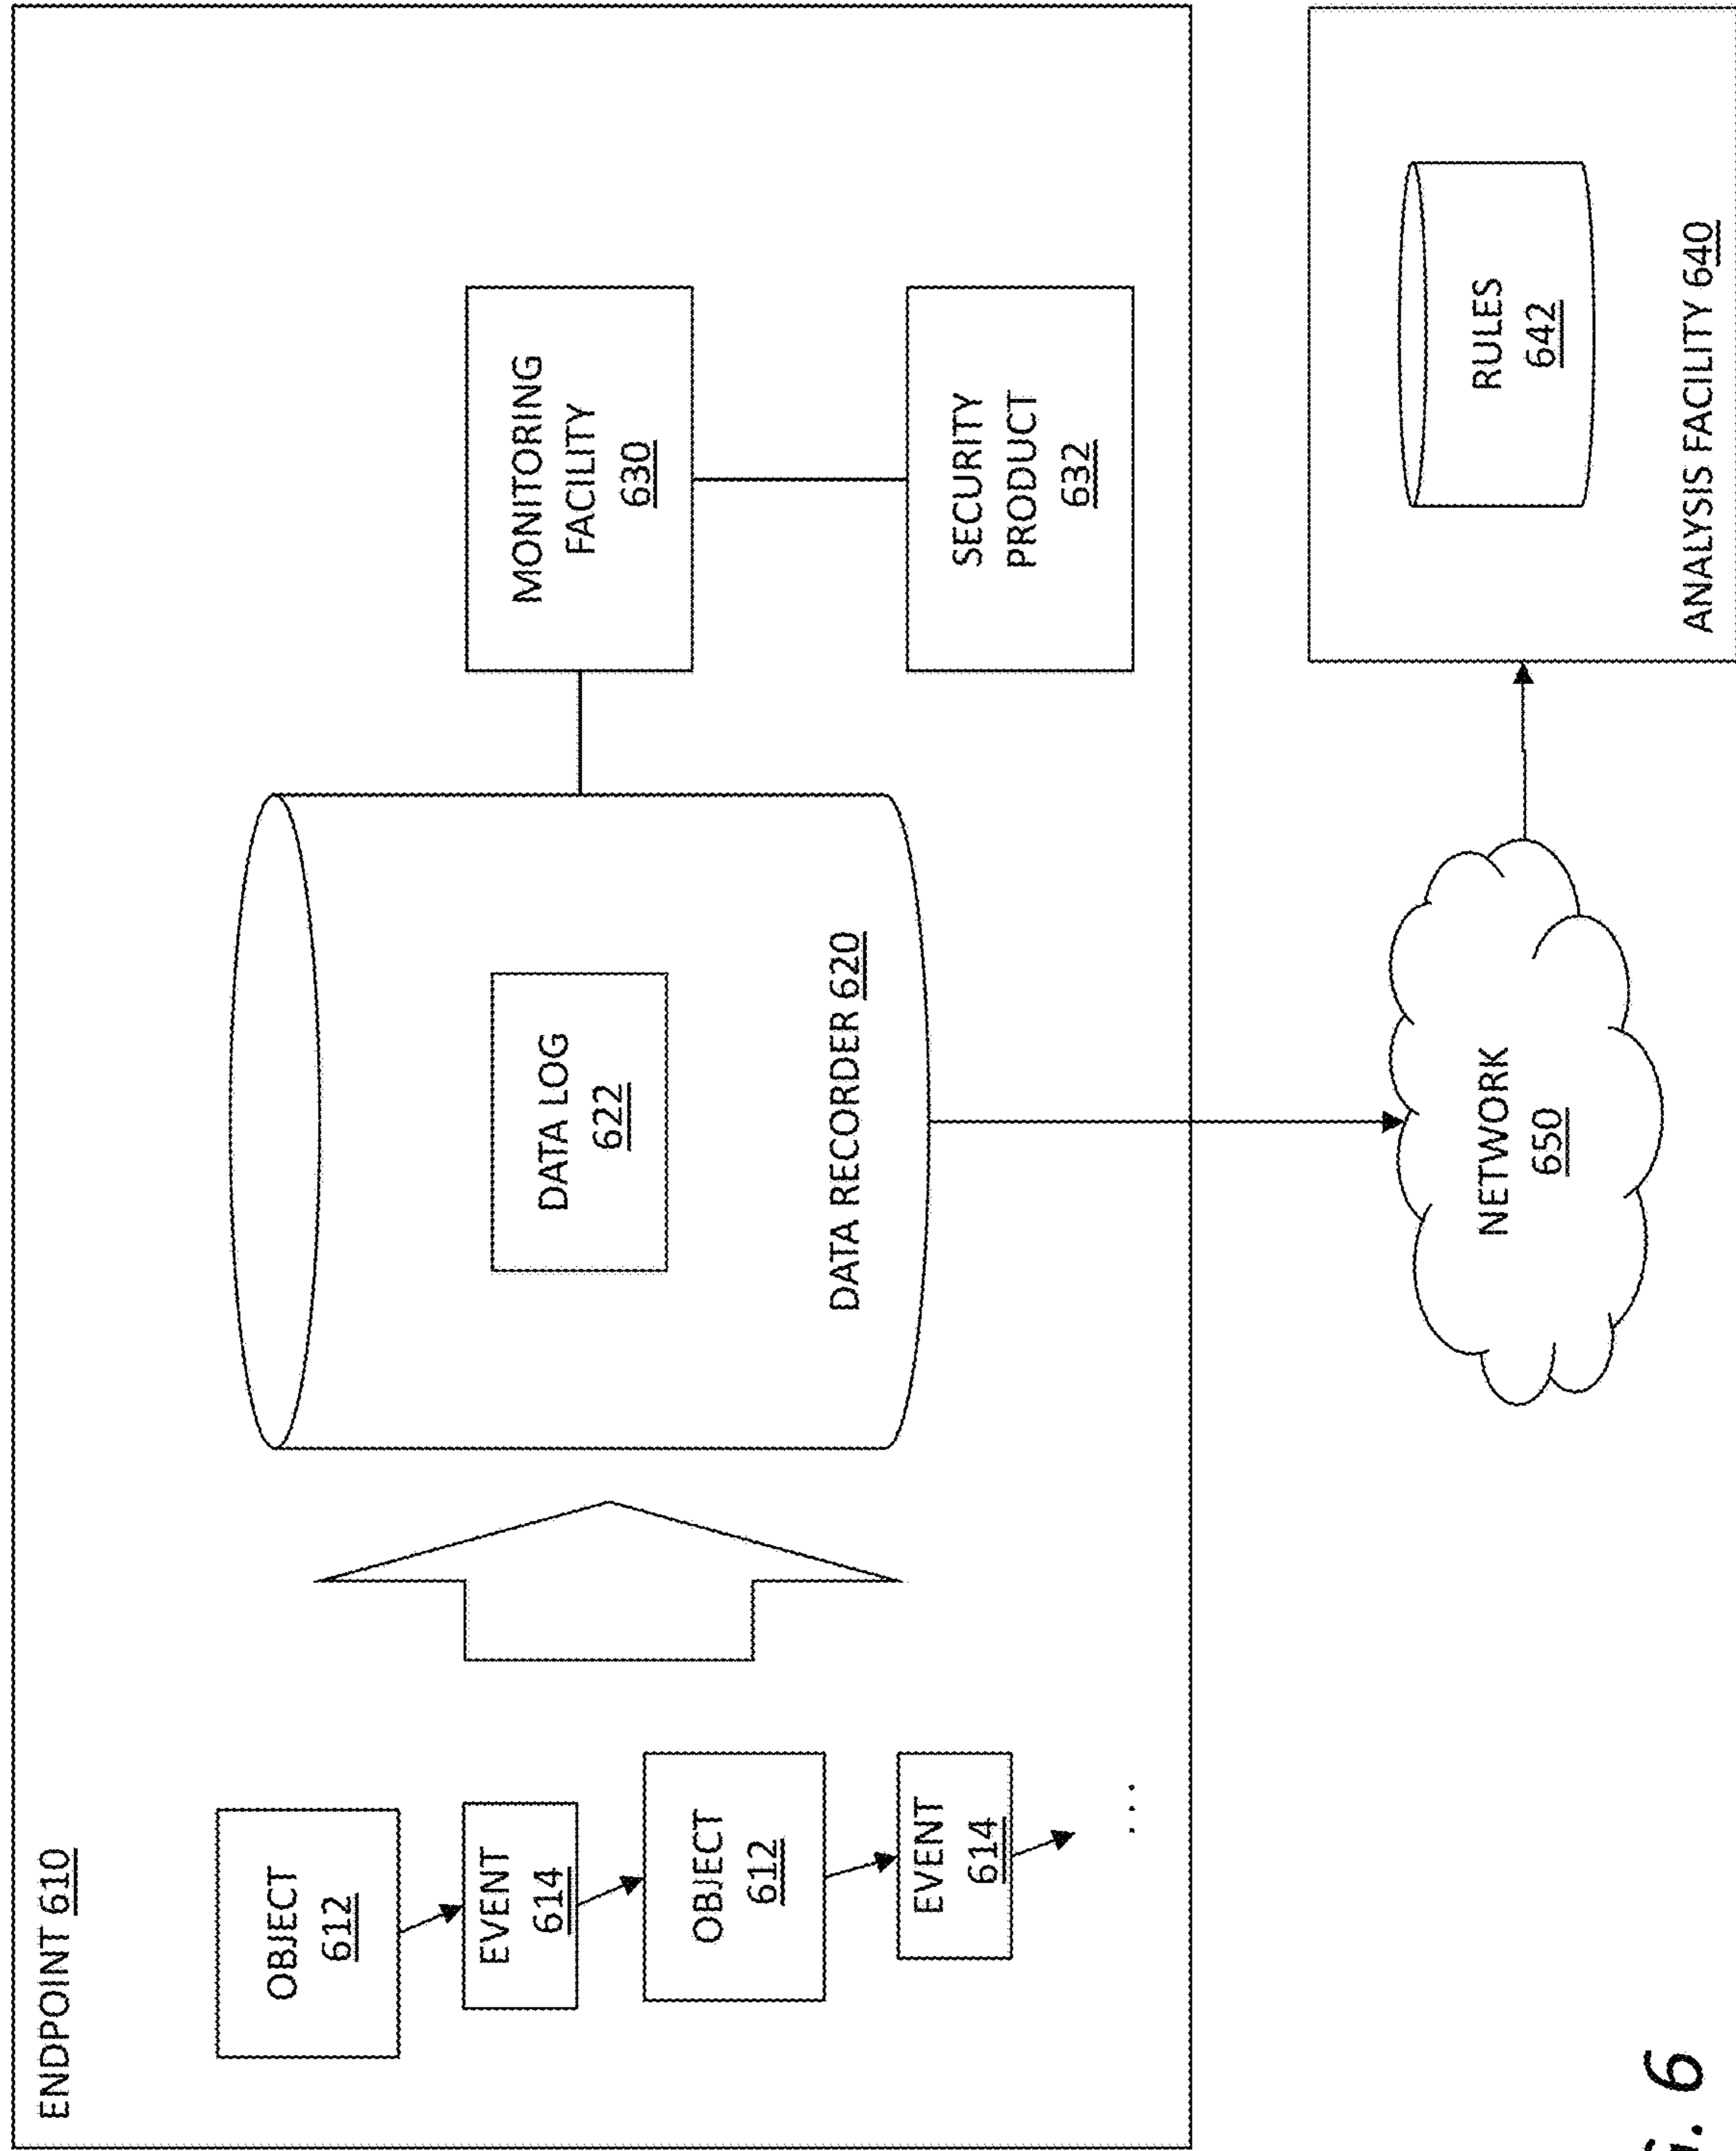 ENDPOINT 610
OBJECT
612
EVENT
614
OBJECT
612
EVENT
614
...
DATA LOG
622
DATA RECORDER 620
MONITORING
FACILITY
630
SECURITY
PRODUCT
632
NETWORK
650
RULES
642
ANALYSIS FACILITY 640
6